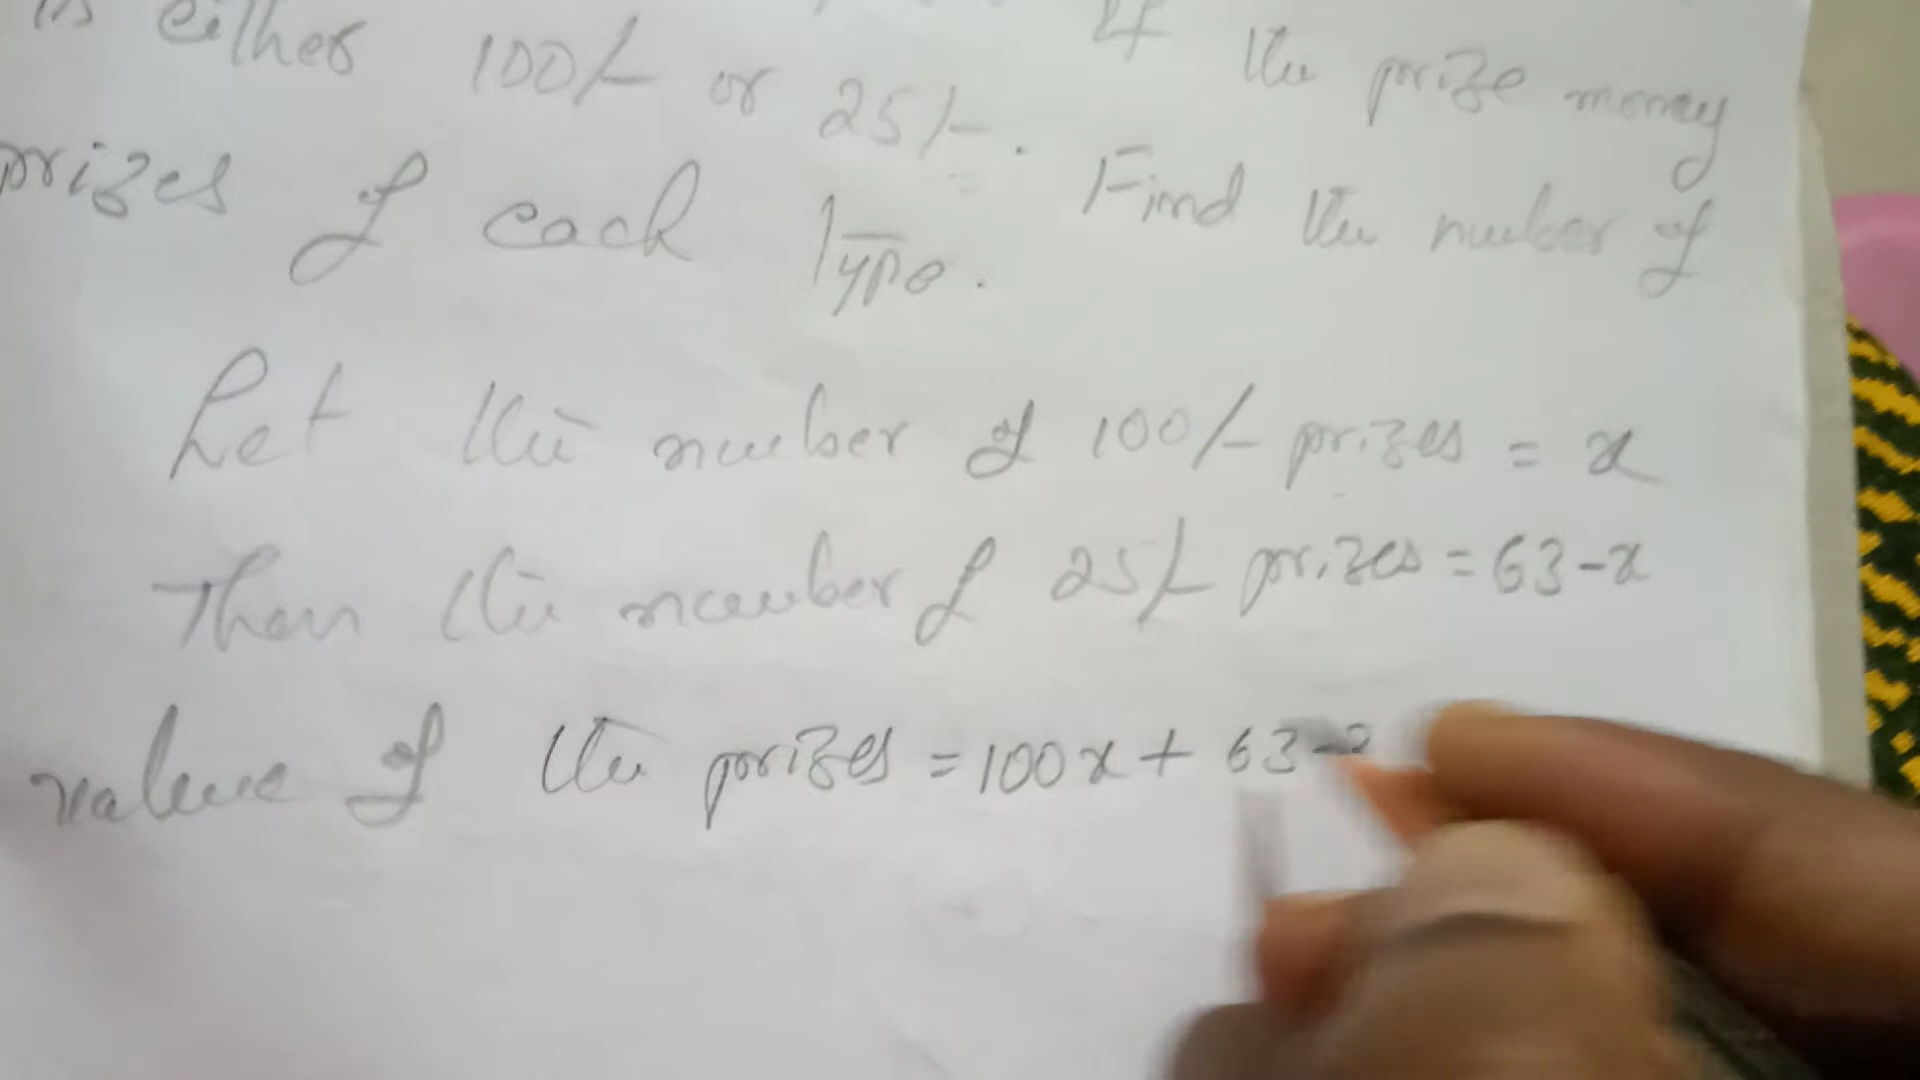 is either 100/- or 25/-. If the prize money
prizes of each Type. Find the number of
Let the number of 100/- prizes = x
Then the number of 25/- prizes = 63-x
value of the prizes = 100x + 63-